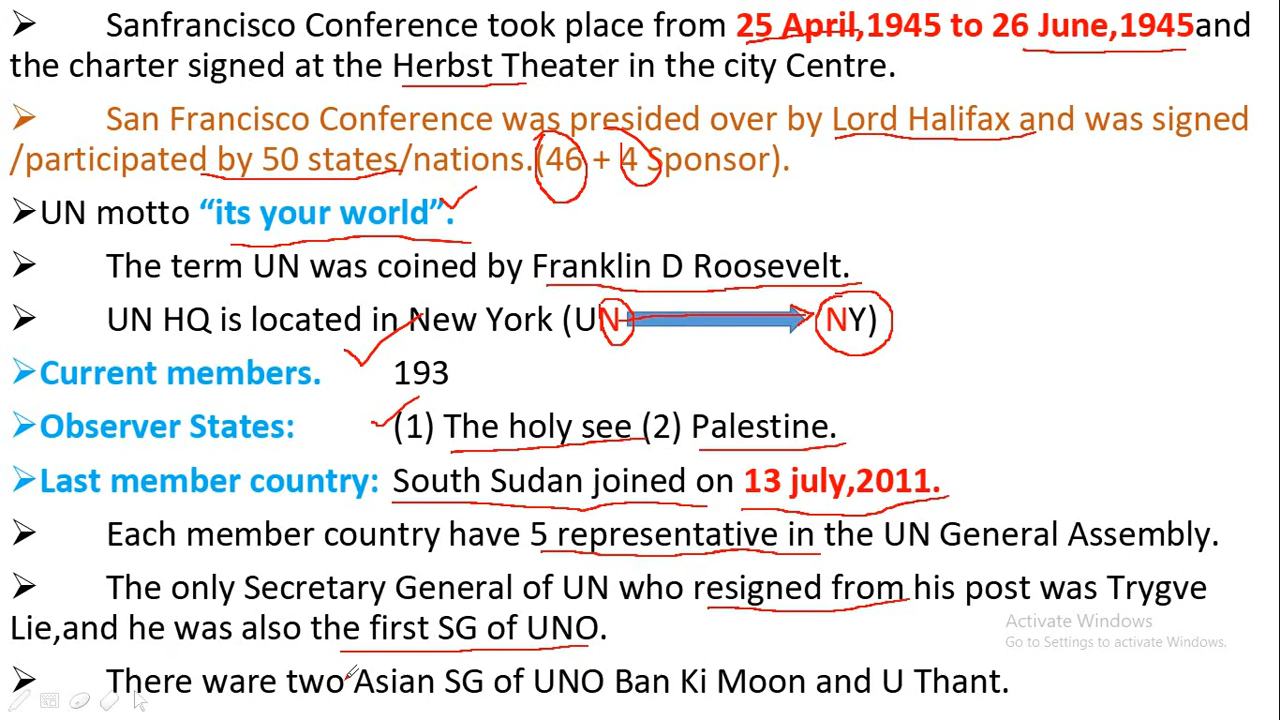 ➢ Sanfrancisco Conference took place from 25 April,1945 to 26 June,1945and
the charter signed at the Herbst Theater in the city Centre.
➢ San Francisco Conference was presided over by Lord Halifax and was signed
/participated by 50 states/nations.(46 + 4 Sponsor).
➢UN motto “its your world”.
➢ The term UN was coined by Franklin D Roosevelt.
➢ UN HQ is located in New York (UN NY)
➢Current members. 193
➢Observer States: (1) The holy see (2) Palestine.
➢Last member country: South Sudan joined on 13 july,2011.
➢ Each member country have 5 representative in the UN General Assembly.
➢ The only Secretary General of UN who resigned from his post was Trygve
Lie,and he was also the first SG of UNO.
Activate Windows
Go to Settings to activate Windows.
➢ There ware two Asian SG of UNO Ban Ki Moon and U Thant.